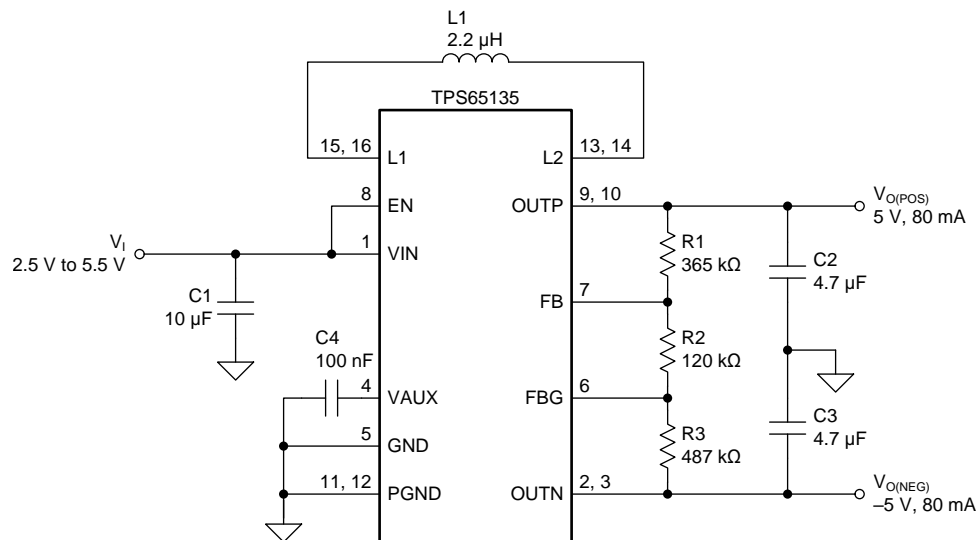 L1
2.2 µH
TPS65135
15, 16
L1
L2
13, 14
8
EN
OUTP
9, 10
V_O(POS)
5 V, 80 mA
V_I
2.5 V to 5.5 V
1
VIN
R1
365 kΩ
C2
4.7 µF
C1
10 µF
FB
7
C4
100 nF
R2
120 kΩ
4
VAUX
FBG
6
C3
4.7 µF
5
GND
R3
487 kΩ
11, 12
PGND
OUTN
2, 3
V_O(NEG)
–5 V, 80 mA